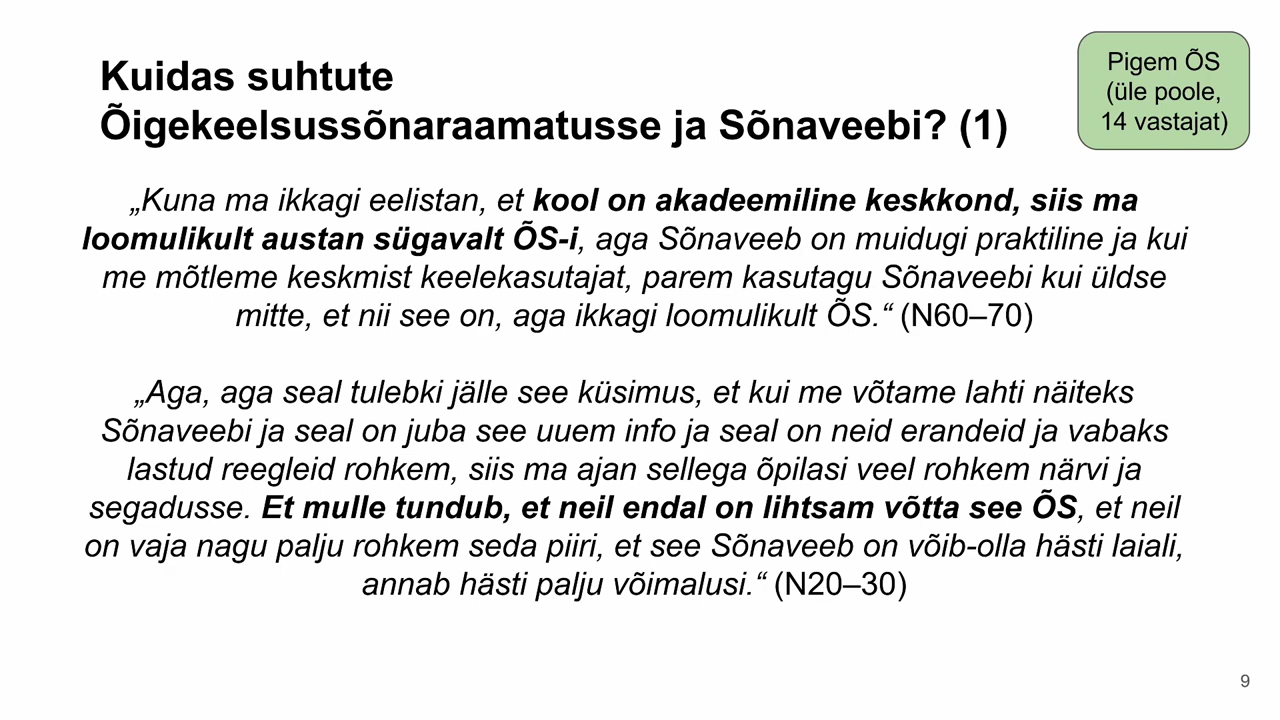 Kuidas suhtute
Õigekeelsussõnaraamatusse ja Sõnaveebi? (1)
Pigem ÕS
(üle poole,
14 vastajat)
„Kuna ma ikkagi eelistan, et kool on akadeemiline keskkond, siis ma
loomulikult austan sügavalt ÕS-i, aga Sõnaveeb on muidugi praktiline ja kui
me mõtleme keskmist keelekasutajat, parem kasutagu Sõnaveebi kui üldse
mitte, et nii see on, aga ikkagi loomulikult ÕS.“ (N60–70)
„Aga, aga seal tulebki jälle see küsimus, et kui me võtame lahti näiteks
Sõnaveebi ja seal on juba see uuem info ja seal on neid erandeid ja vabaks
lastud reegleid rohkem, siis ma ajan sellega õpilasi veel rohkem närvi ja
segadusse. Et mulle tundub, et neil endal on lihtsam võtta see ÕS, et neil
on vaja nagu palju rohkem seda piiri, et see Sõnaveeb on võib-olla hästi laiali,
annab hästi palju võimalusi.“ (N20–30)
9